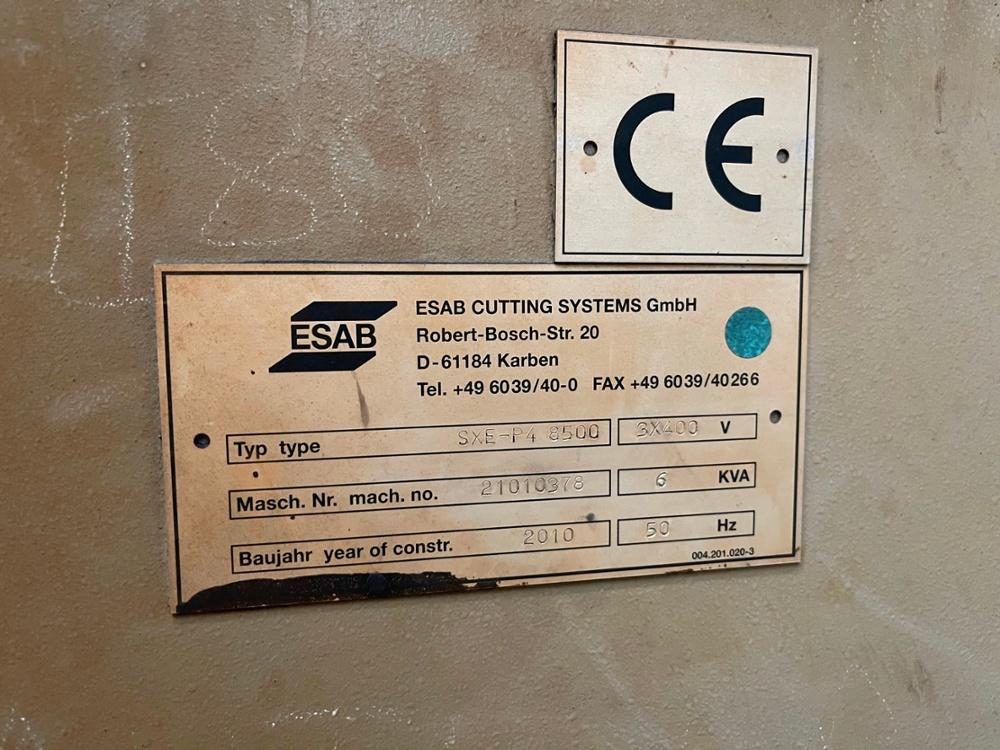 CE
ESAB
ESAB CUTTING SYSTEMS GmbH
Robert-Bosch-Str. 20
D-61184 Karben
Tel. +49 6039/40-0 FAX +49 6039/40266
Typ type SXE-P4 8500 3X400 V
Masch. Nr. mach. no. 21010378 6 KVA
Baujahr year of constr. 2010 50 Hz
004.201.020-3